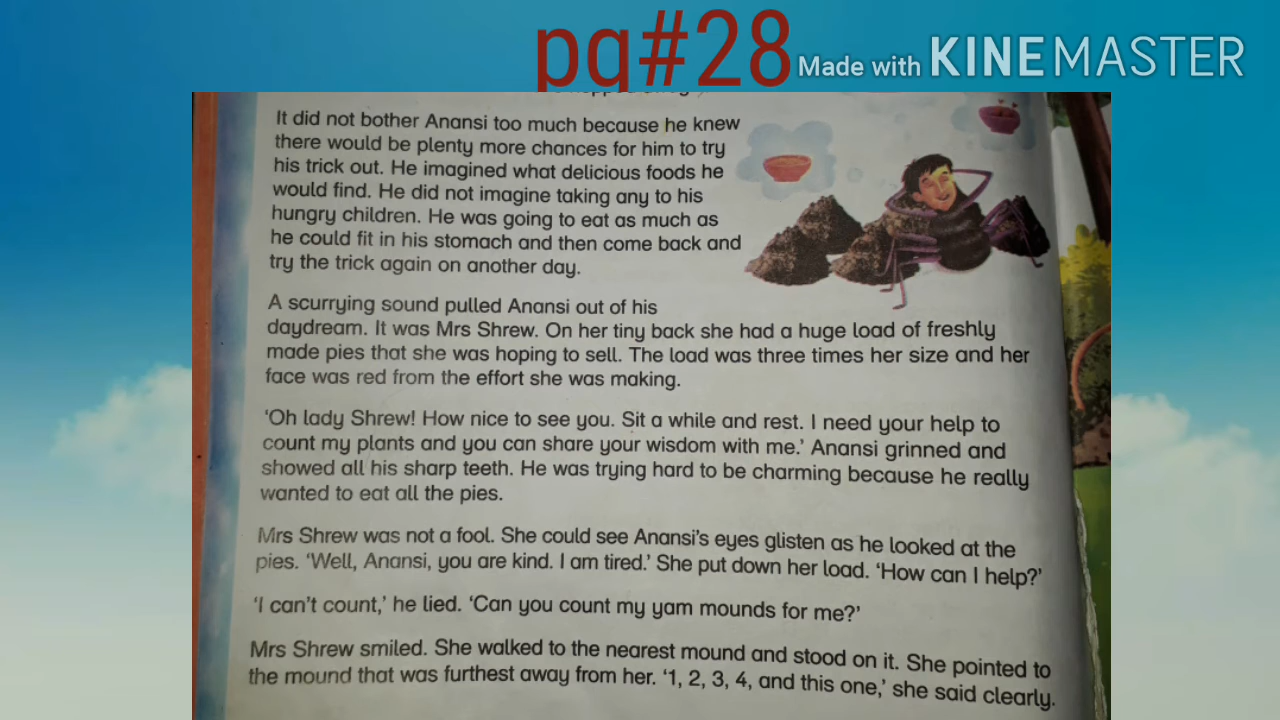 pg#28
Made with KINEMASTER
It did not bother Anansi too much because he knew
there would be plenty more chances for him to try
his trick out. He imagined what delicious foods he
would find. He did not imagine taking any to his
hungry children. He was going to eat as much as
he could fit in his stomach and then come back and
try the trick again on another day.
A scurrying sound pulled Anansi out of his
daydream. It was Mrs Shrew. On her tiny back she had a huge load of freshly
made pies that she was hoping to sell. The load was three times her size and her
face was red from the effort she was making.
‘Oh lady Shrew! How nice to see you. Sit a while and rest. I need your help to
count my plants and you can share your wisdom with me.’ Anansi grinned and
showed all his sharp teeth. He was trying hard to be charming because he really
wanted to eat all the pies.
Mrs Shrew was not a fool. She could see Anansi’s eyes glisten as he looked at the
pies. ‘Well, Anansi, you are kind. I am tired.’ She put down her load. ‘How can I help?’
‘I can’t count,’ he lied. ‘Can you count my yam mounds for me?’
Mrs Shrew smiled. She walked to the nearest mound and stood on it. She pointed to
the mound that was furthest away from her. ‘1, 2, 3, 4, and this one,’ she said clearly.